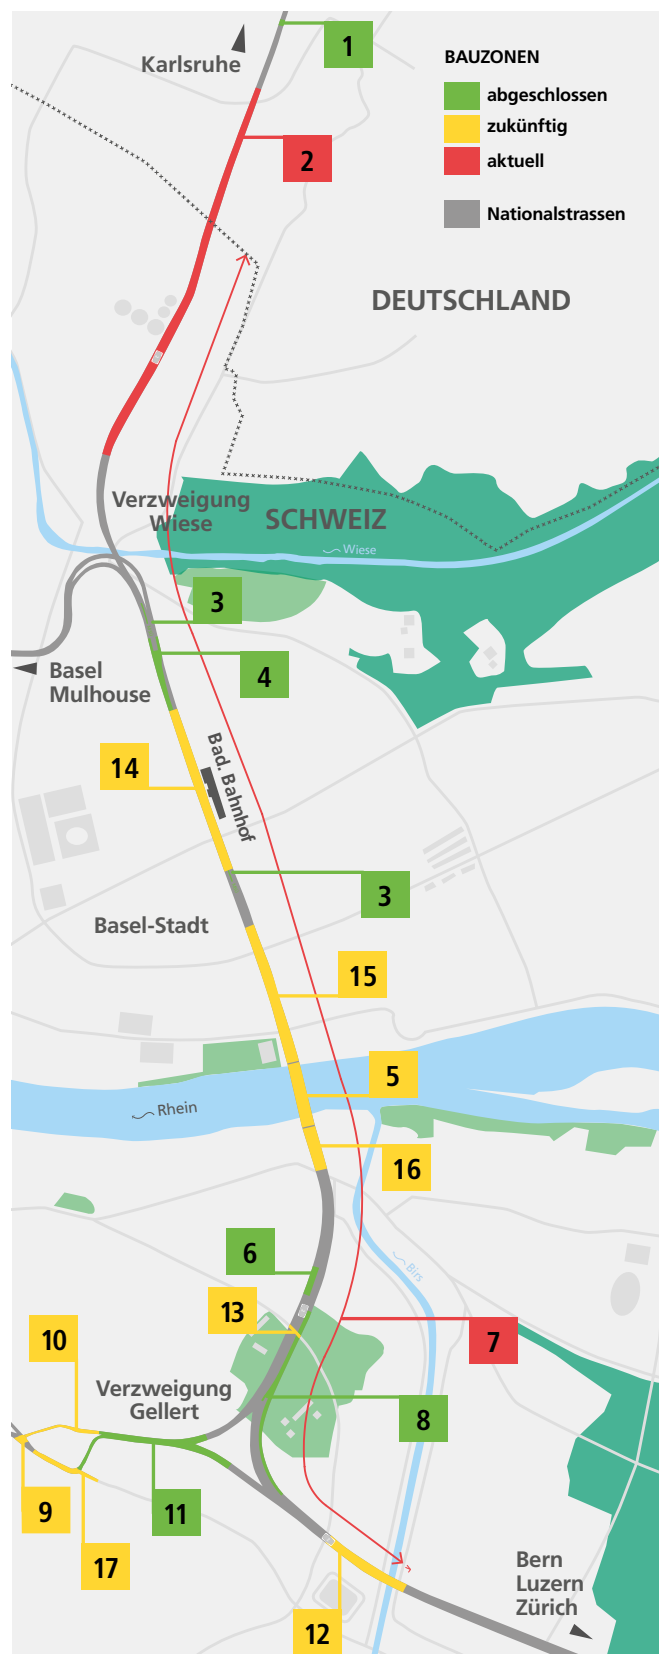 1
Karlsruhe
BAUZONEN
abgeschlossen
zukünftig
aktuell
Nationalstrassen
2
DEUTSCHLAND
Verzweigung
Wiese
SCHWEIZ
Wiese
3
4
Basel
Mulhouse
14
Bad. Bahnhof
3
Basel-Stadt
15
5
Rhein
16
6
Birs
13
10
7
Verzweigung
Gellert
8
9
11
17
12
Bern
Luzern
Zürich